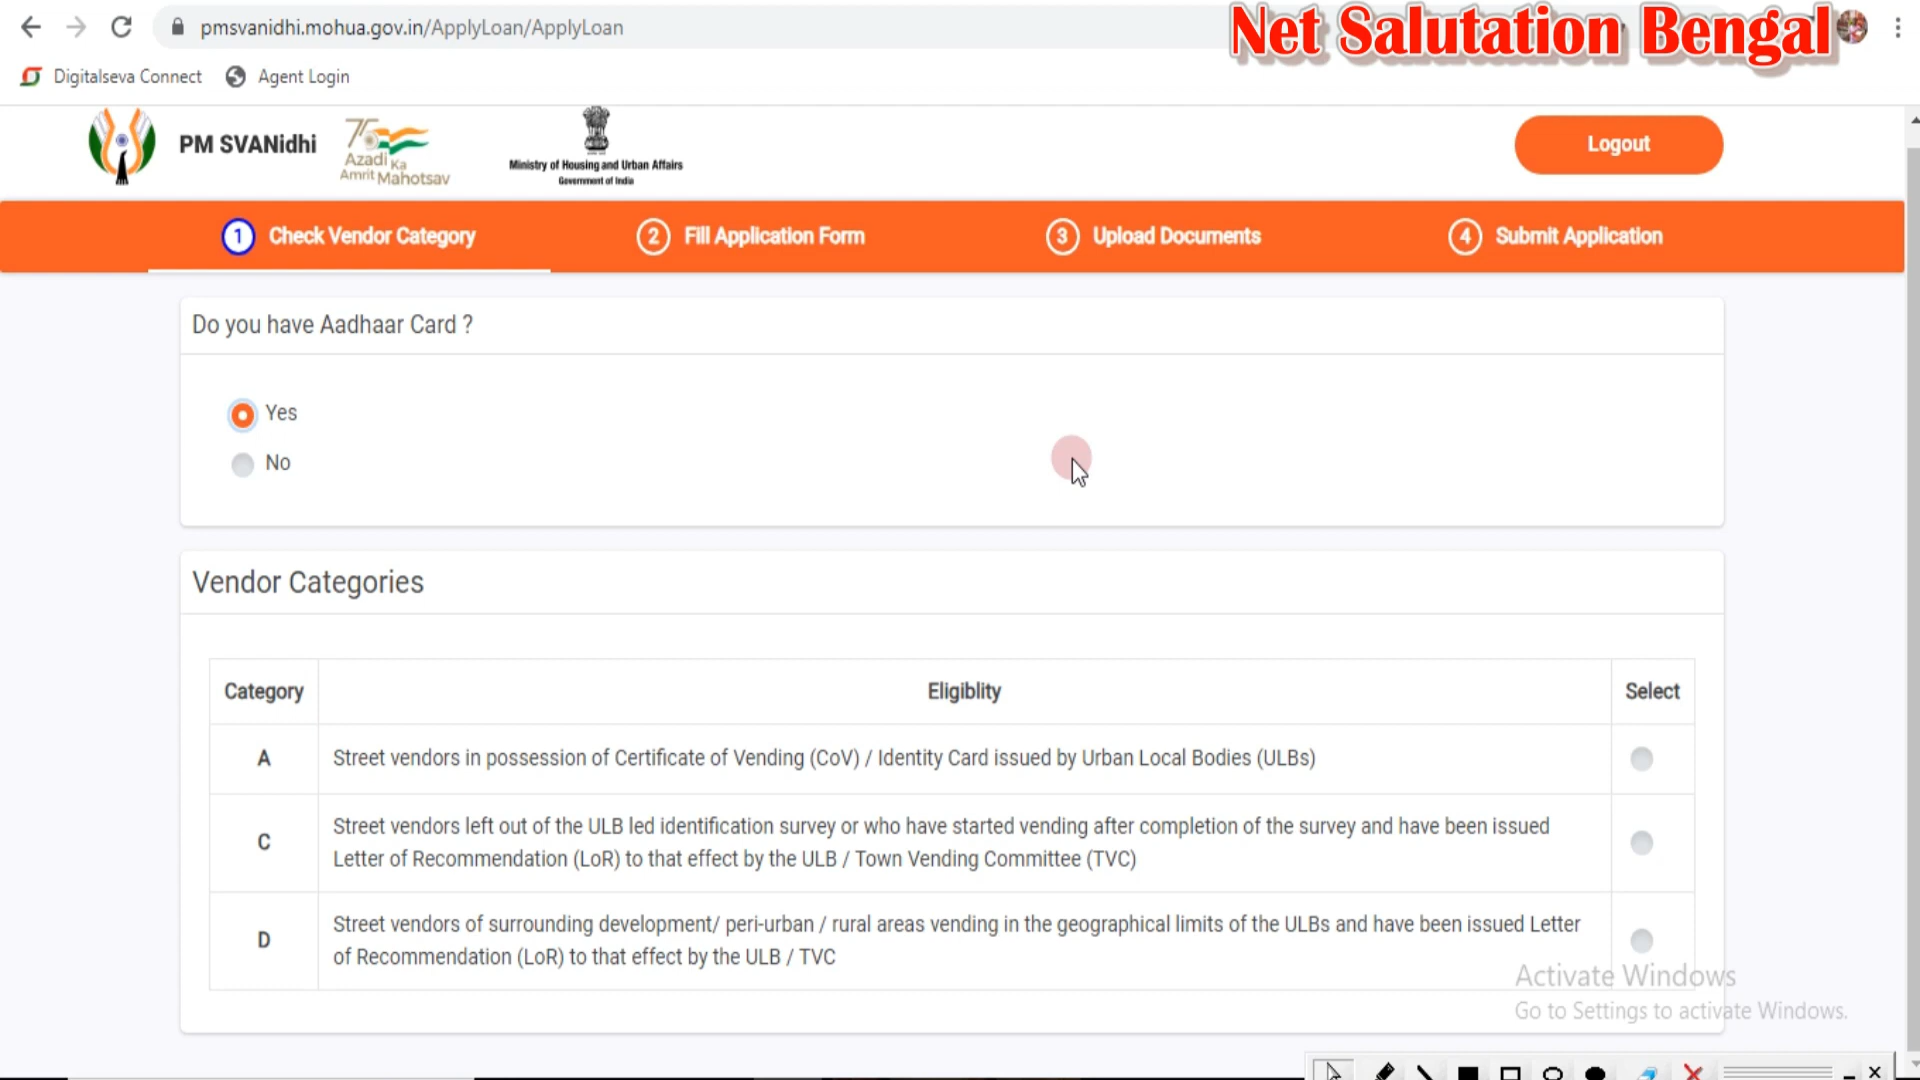 pmsvanidhi.mohua.gov.in/ApplyLoan/ApplyLoan
Net Salutation Bengal
Digitalseva Connect
Agent Login
PM SVANidhi
75
Azadi Ka
Amrit Mahotsav
Ministry of Housing and Urban Affairs
Government of India
Logout
1 Check Vendor Category
2 Fill Application Form
3 Upload Documents
4 Submit Application
Do you have Aadhaar Card ?
Yes
No
Vendor Categories
Category Eligiblity Select
A Street vendors in possession of Certificate of Vending (CoV) / Identity Card issued by Urban Local Bodies (ULBs)
C Street vendors left out of the ULB led identification survey or who have started vending after completion of the survey and have been issued
Letter of Recommendation (LoR) to that effect by the ULB / Town Vending Committee (TVC)
D Street vendors of surrounding development/ peri-urban / rural areas vending in the geographical limits of the ULBs and have been issued Letter
of Recommendation (LoR) to that effect by the ULB / TVC
Activate Windows
Go to Settings to activate Windows.